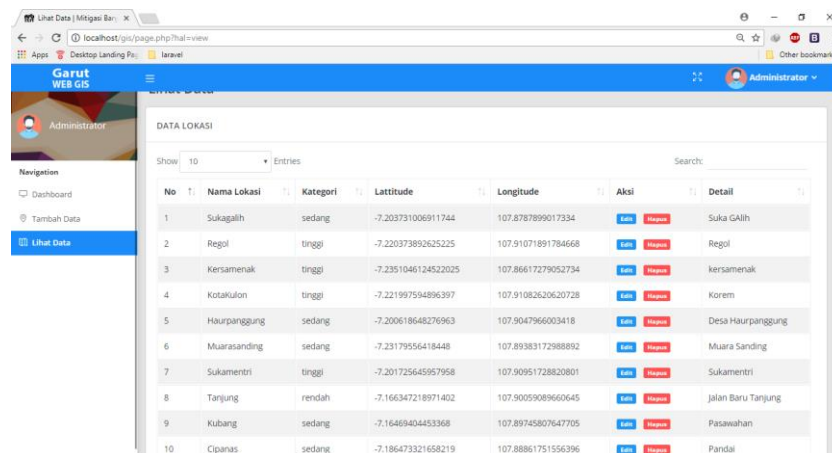 Lihat Data | Mitigasi Ban
localhost/gis/page.php?hal=view
Apps Desktop Landing Pa laravel Other bookmark
Garut
WEB GIS
Administrator
Administrator
Navigation
Dashboard
Tambah Data
Lihat Data
Lihat Data
DATA LOKASI
Show 10 Entries Search:
No Nama Lokasi Kategori Lattitude Longitude Aksi Detail
1 Sukagalih sedang -7.203731006911744 107.8787899017334 Edit Hapus Suka GAlih
2 Regol tinggi -7.220373892625225 107.91071891784668 Edit Hapus Regol
3 Kersamenak tinggi -7.2351046124522025 107.86617279052734 Edit Hapus kersamenak
4 KotaKulon tinggi -7.221997594896397 107.91082620620728 Edit Hapus Korem
5 Haurpanggung sedang -7.200618648276963 107.9047966003418 Edit Hapus Desa Haurpanggung
6 Muarasanding sedang -7.23179556418448 107.89383172988892 Edit Hapus Muara Sanding
7 Sukamentri tinggi -7.201725645957958 107.90951728820801 Edit Hapus Sukamentri
8 Tanjung rendah -7.166347218971402 107.90059089660645 Edit Hapus Jalan Baru Tanjung
9 Kubang sedang -7.16469404453368 107.89745807647705 Edit Hapus Pasawahan
10 Cipanas sedang -7.186473321658219 107.88861751556396 Edit Hapus Pandai